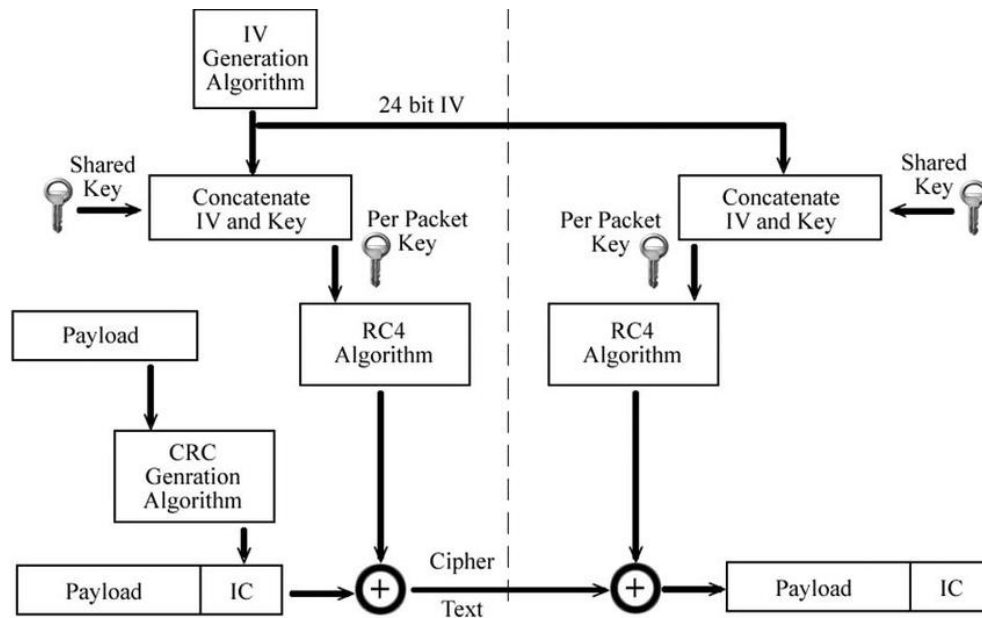 IV
Generation
Algorithm
24 bit IV
Shared
Key
Concatenate
IV and Key
Per Packet
Key
Per Packet
Key
Concatenate
IV and Key
Shared
Key
Payload
RC4
Algorithm
RC4
Algorithm
CRC
Genration
Algorithm
Payload
IC
Cipher
Text
Payload
IC